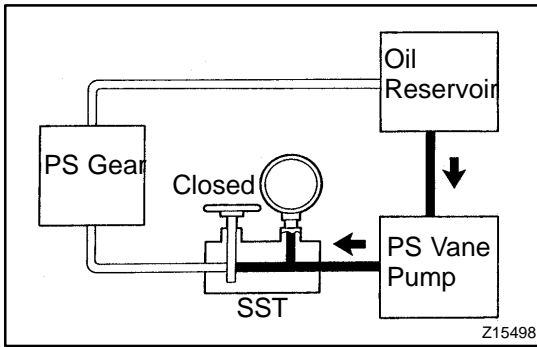 Oil
Reservoir
PS Gear
Closed
PS Vane
Pump
SST
Z15498